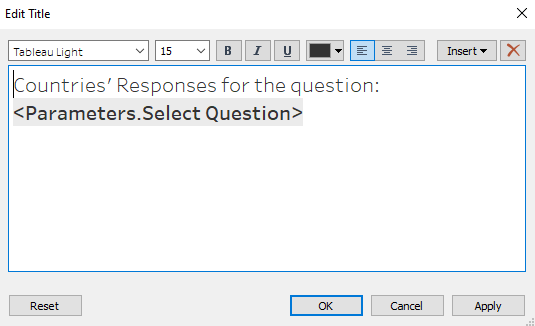 Edit Title
Tableau Light 15 B I U Insert
Countries' Responses for the question:
<Parameters.Select Question>
Reset OK Cancel Apply